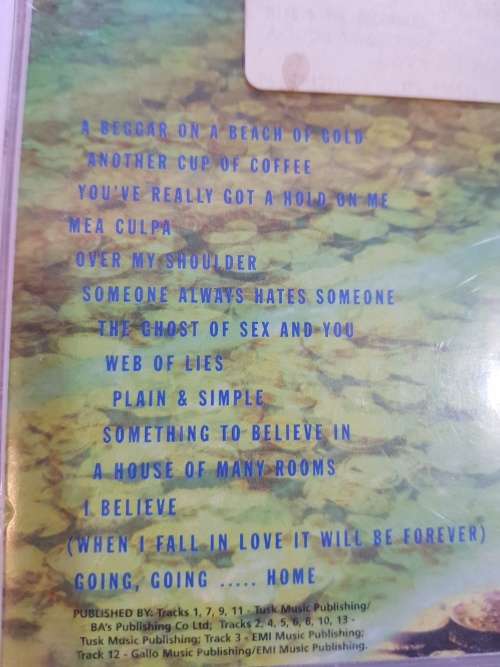 A BEGGAR ON A BEACH OF GOLD
ANOTHER CUP OF COFFEE
YOU'VE REALLY GOT A HOLD ON ME
MEA CULPA
OVER MY SHOULDER
SOMEONE ALWAYS HATES SOMEONE
THE GHOST OF SEX AND YOU
WEB OF LIES
PLAIN & SIMPLE
SOMETHING TO BELIEVE IN
A HOUSE OF MANY ROOMS
I BELIEVE
(WHEN I FALL IN LOVE IT WILL BE FOREVER)
GOING, GOING ..... HOME
PUBLISHED BY: Tracks 1, 7, 9, 11 - Tusk Music Publishing/
BA's Publishing Co Ltd; Tracks 2, 4, 5, 6, 8, 10, 13 -
Tusk Music Publishing; Track 3 - EMI Music Publishing;
Track 12 - Gallo Music Publishing/EMI Music Publishing.